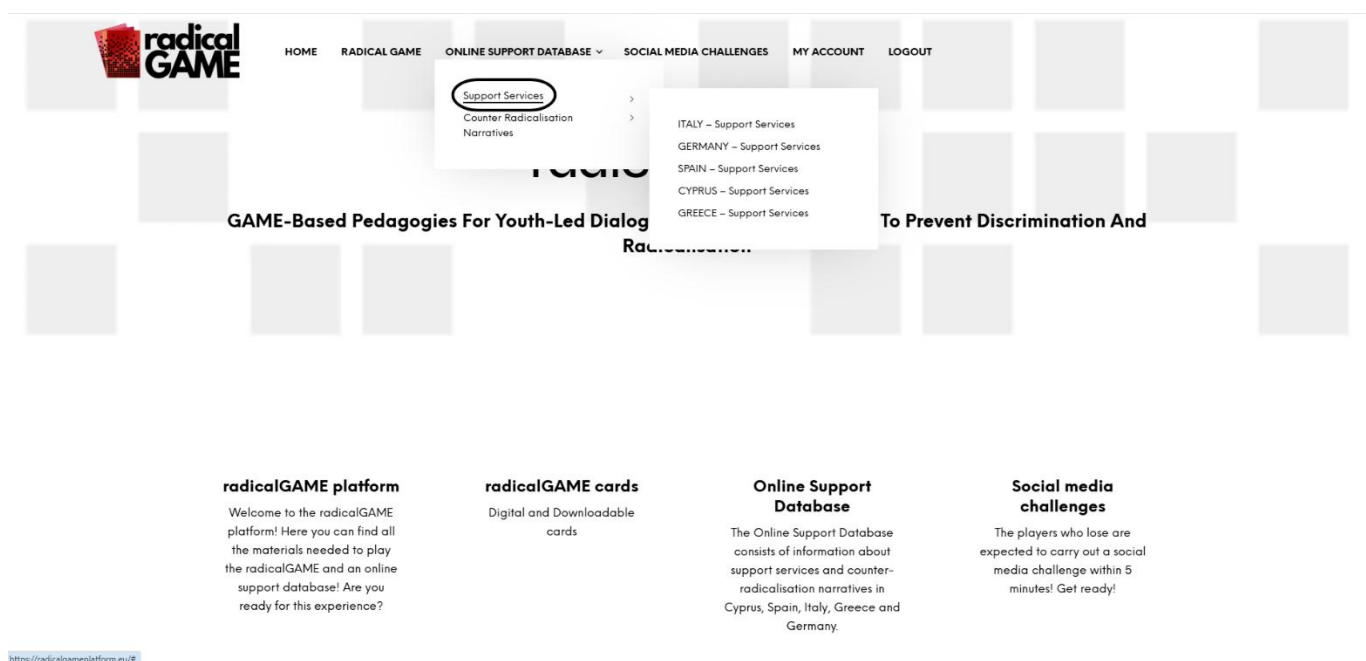 radical
GAME
HOME RADICAL GAME ONLINE SUPPORT DATABASE SOCIAL MEDIA CHALLENGES MY ACCOUNT LOGOUT
Support Services
Counter Radicalisation
Narratives
ITALY – Support Services
GERMANY – Support Services
SPAIN – Support Services
CYPRUS – Support Services
GREECE – Support Services
GAME-Based Pedagogies For Youth-Led Dialog To Prevent Discrimination And
radicalGAME platform
Welcome to the radicalGAME
platform! Here you can find all
the materials needed to play
the radicalGAME and an online
support database! Are you
ready for this experience?
radicalGAME cards
Digital and Downloadable
cards
Online Support
Database
The Online Support Database
consists of information about
support services and counter-
radicalisation narratives in
Cyprus, Spain, Italy, Greece and
Germany.
Social media
challenges
The players who lose are
expected to carry out a social
media challenge within 5
minutes! Get ready!
https://radicalgameplatform.eu/#